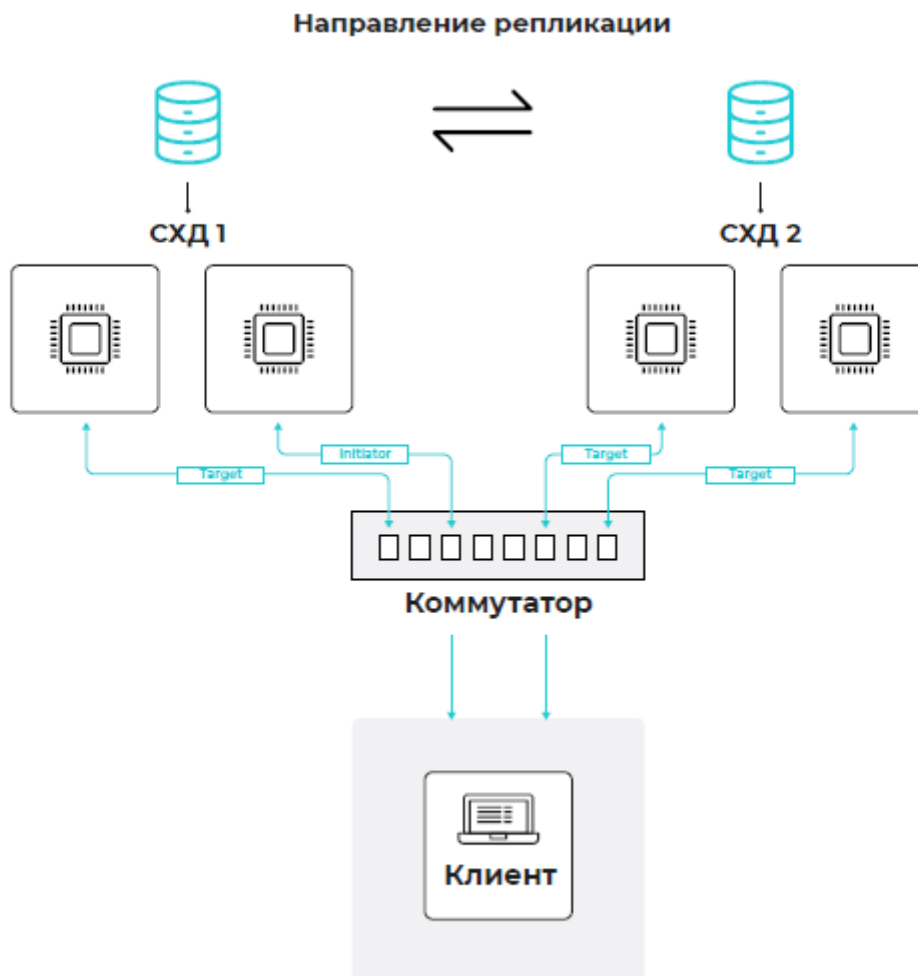 Направление репликации
СХД 1
СХД 2
Initiator
Target
Target
Target
Коммутатор
Клиент